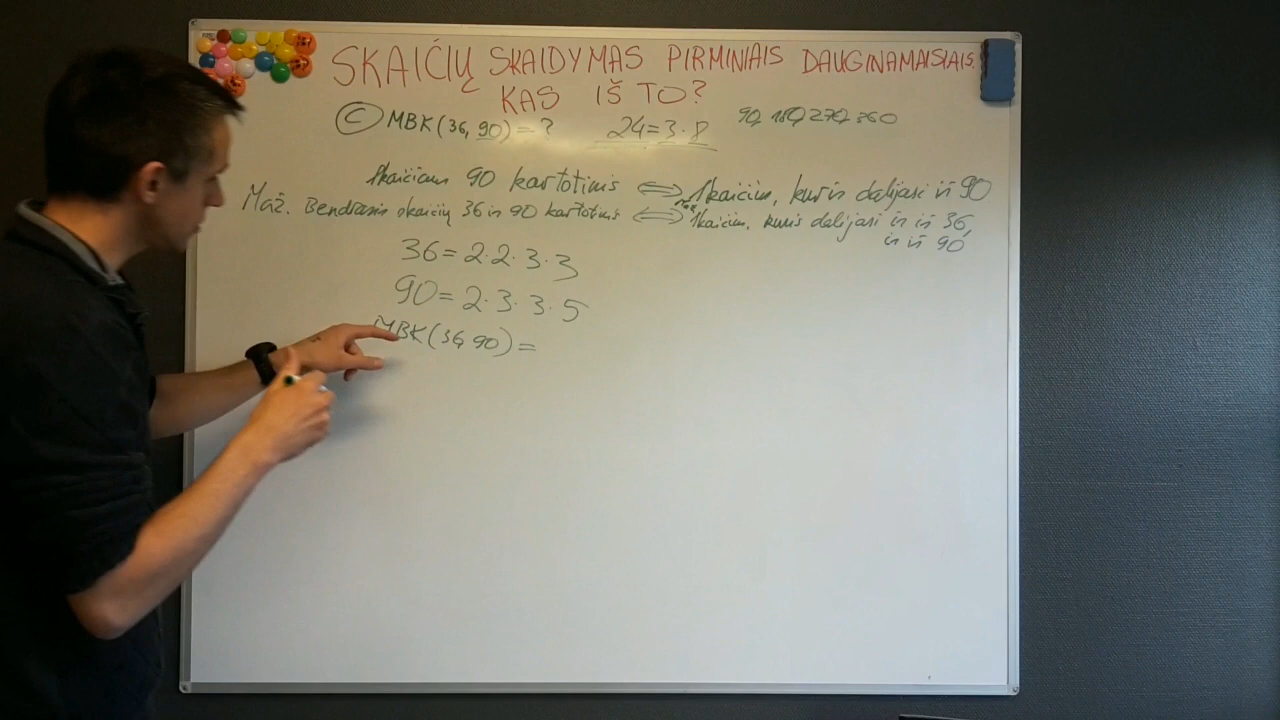 SKAIČIŲ SKAIDYMAS PIRMINIAIS DAUGINAMAISIAIS.
KAS IŠ TO?
C MBK(36, 90) = ? 24=3·8 90, 180, 270, 360
Skaičiaus 90 kartotinis ⇔ Skaičius, kuris dalijasi iš 90
Maž. Bendrasis skaičių 36 ir 90 kartotinis ⇔ skaičius, kuris dalijasi ir iš 36,
ir iš 90
36=2·2·3·3
90=2·3·3·5
MBK(36, 90)=